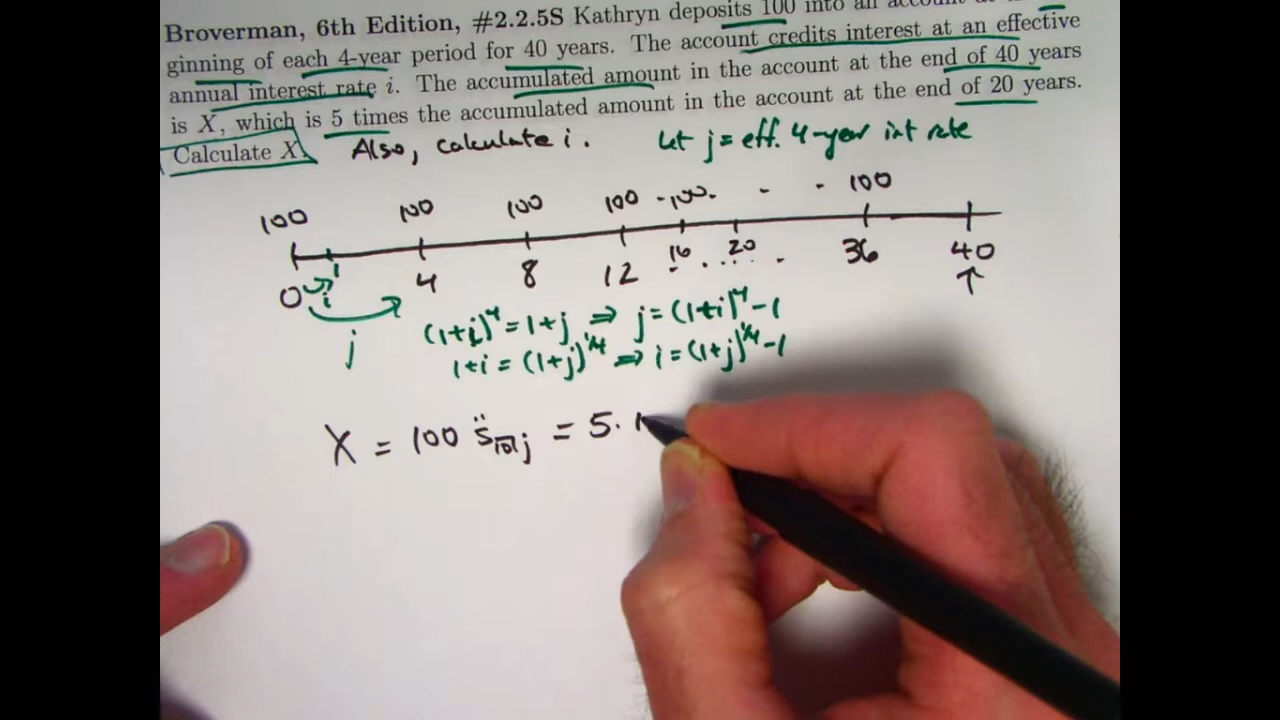 Broverman, 6th Edition, #2.2.5S Kathryn deposits 100 into an account at
ginning of each 4-year period for 40 years. The account credits interest at an effective
annual interest rate i. The accumulated amount in the account at the end of 40 years
is X, which is 5 times the accumulated amount in the account at the end of 20 years.
Calculate X. Also, calculate i. Let j = eff. 4-year int rate
100 100 100 100 .100. . . 100
0 1 4 8 12 16 20 36 40
i
j (1+i)^4 = 1+j ⇒ j = (1+i)^4 - 1
1+i = (1+j)^{1/4} ⇒ i = (1+j)^{1/4} - 1
X = 100 s̈_{10}|j = 5.